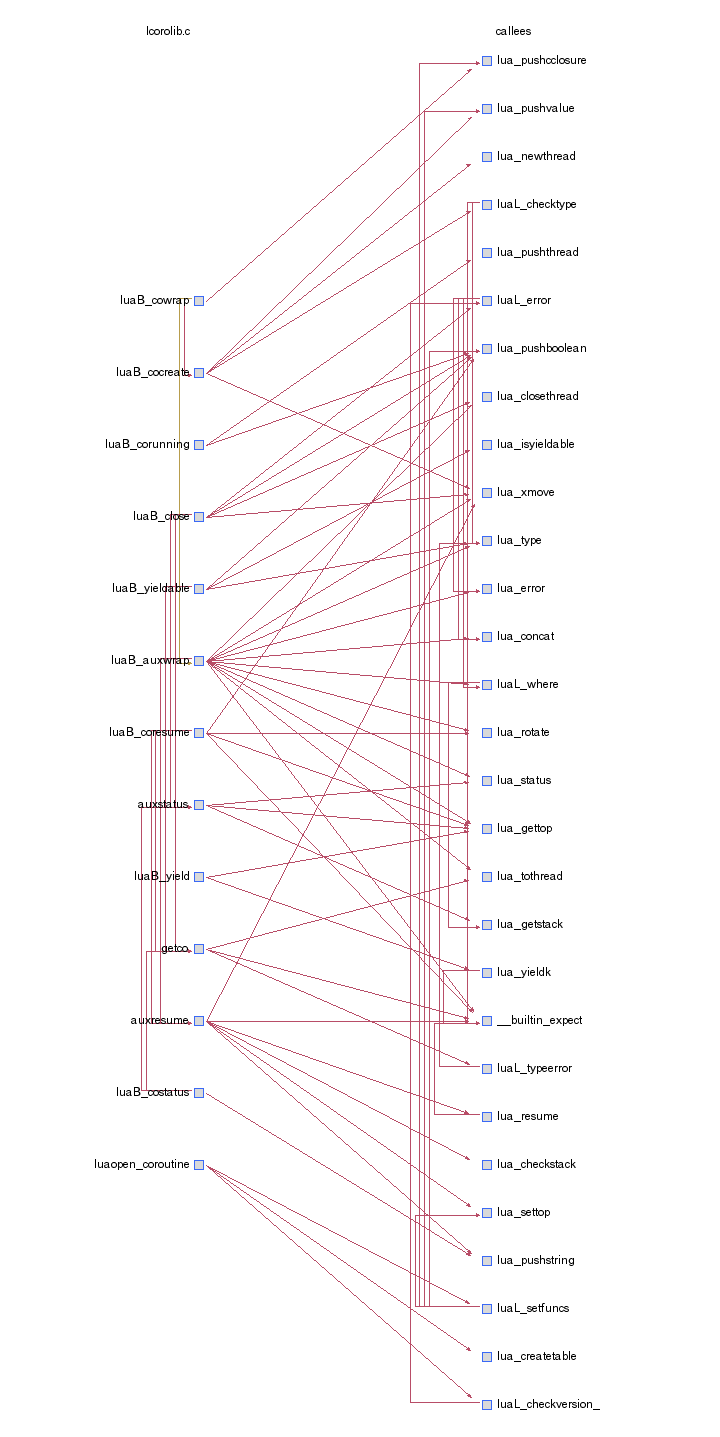 lcorolib.c
callees
lua_pushcclosure
lua_pushvalue
lua_newthread
luaL_checktype
lua_pushthread
luaB_cowrap
luaL_error
lua_pushboolean
luaB_cocreate
lua_closethread
luaB_corunning
lua_isyieldable
lua_xmove
luaB_close
lua_type
luaB_yieldable
lua_error
lua_concat
luaB_auxwrap
luaL_where
luaB_coresume
lua_rotate
lua_status
auxstatus
lua_gettop
luaB_yield
lua_tothread
lua_getstack
getco
lua_yieldk
auxresume
__builtin_expect
luaL_typeerror
luaB_costatus
lua_resume
luaopen_coroutine
lua_checkstack
lua_settop
lua_pushstring
luaL_setfuncs
lua_createtable
luaL_checkversion_